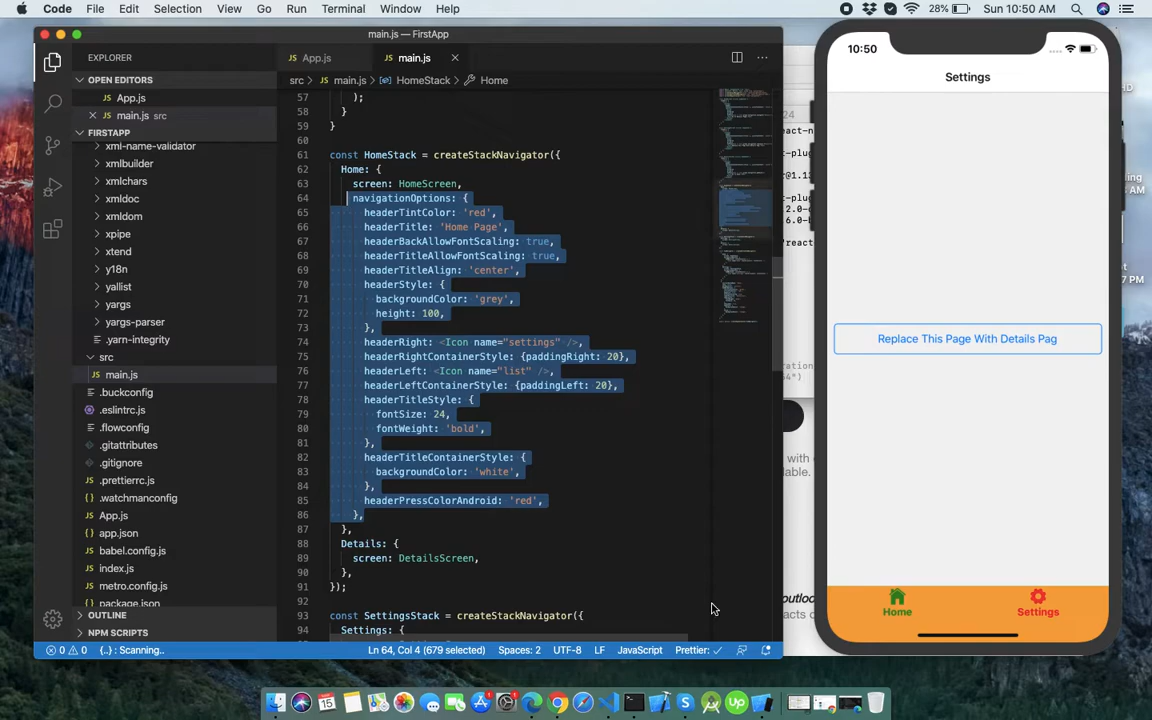 Code File Edit Selection View Go Run Terminal Window Help
28% Sun 10:50 AM
main.js — FirstApp
EXPLORER
OPEN EDITORS
App.js
main.js src
FIRSTAPP
xml-name-validator
xmlbuilder
xmlchars
xmldoc
xmldom
xpipe
xtend
y18n
yallist
yargs
yargs-parser
.yarn-integrity
src
main.js
.buckconfig
.eslintrc.js
.flowconfig
.gitattributes
.gitignore
.prettierrc.js
.watchmanconfig
App.js
app.json
babel.config.js
index.js
metro.config.js
package.json
OUTLINE
NPM SCRIPTS
App.js main.js
src > main.js > HomeStack > Home
57 );
58 }
59 }
60
61 const HomeStack = createStackNavigator({
62 Home: {
63 screen: HomeScreen,
64 navigationOptions: {
65 headerTintColor: 'red',
66 headerTitle: 'Home Page',
67 headerBackAllowFontScaling: true,
68 headerTitleAllowFontScaling: true,
69 headerTitleAlign: 'center',
70 headerStyle: {
71 backgroundColor: 'grey',
72 height: 100,
73 },
74 headerRight: <Icon name="settings" />,
75 headerRightContainerStyle: {paddingRight: 20},
76 headerLeft: <Icon name="list" />,
77 headerLeftContainerStyle: {paddingLeft: 20},
78 headerTitleStyle: {
79 fontSize: 24,
80 fontWeight: 'bold',
81 },
82 headerTitleContainerStyle: {
83 backgroundColor: 'white',
84 },
85 headerPressColorAndroid: 'red',
86 },
87 },
88 Details: {
89 screen: DetailsScreen,
90 },
91 });
92
93 const SettingsStack = createStackNavigator({
94 Settings: {
0 0 {..} : Scanning.. Ln 64, Col 4 (679 selected) Spaces: 2 UTF-8 LF JavaScript Prettier: ✓
10:50
Settings
Replace This Page With Details Pag
Home Settings